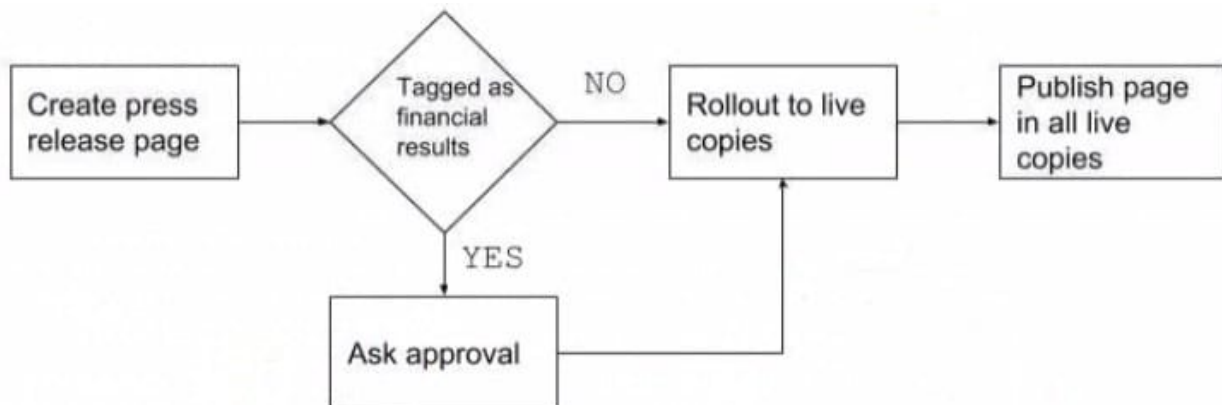 Create press
release page
Tagged as
financial
results
NO
Rollout to live
copies
Publish page
in all live
copies
YES
Ask approval